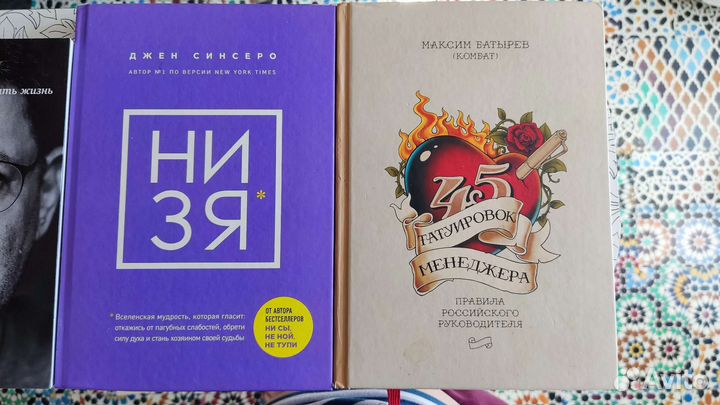 ть жизнь
ДЖЕН СИНСЕРО
АВТОР №1 ПО ВЕРСИИ NEW YORK TIMES
НИ
ЗЯ*
* Вселенская мудрость, которая гласит:
откажись от пагубных слабостей, обрети
силу духа и стань хозяином своей судьбы
ОТ АВТОРА
БЕСТСЕЛЛЕРОВ
НИ СЫ,
НЕ НОЙ,
НЕ ТУПИ
МАКСИМ БАТЫРЕВ
(КОМБАТ)
45
ТАТУИРОВОК
МЕНЕДЖЕРА
ПРАВИЛА
РОССИЙСКОГО
РУКОВОДИТЕЛЯ
Avito